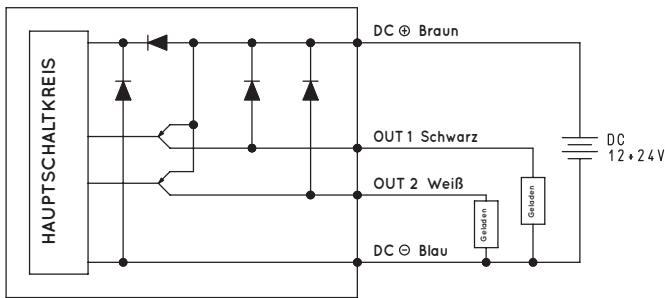 HAUPTSCHALTKREIS
DC ⊕ Braun
OUT 1 Schwarz
OUT 2 Weiß
DC ⊖ Blau
Geladen
Geladen
DC
12÷24V